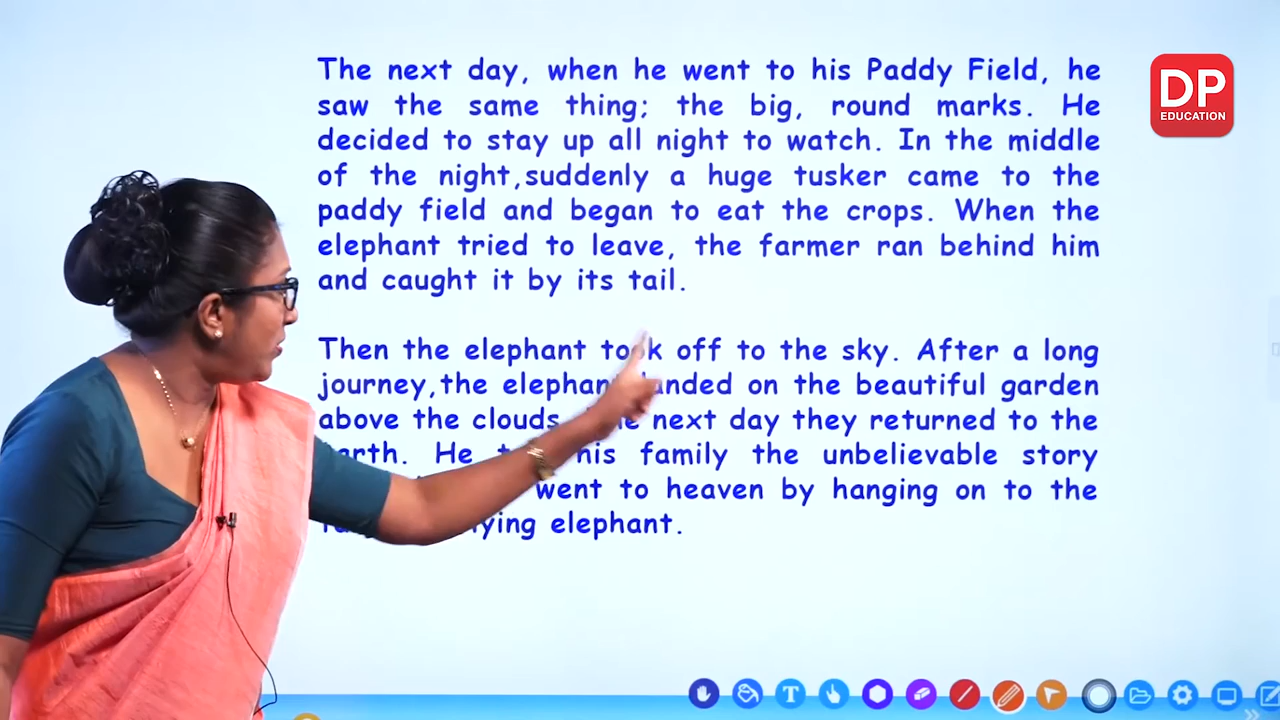 The next day, when he went to his Paddy Field, he
saw the same thing; the big, round marks. He
decided to stay up all night to watch. In the middle
of the night,suddenly a huge tusker came to the
paddy field and began to eat the crops. When the
elephant tried to leave, the farmer ran behind him
and caught it by its tail.
Then the elephant took off to the sky. After a long
journey,the elephant landed on the beautiful garden
above the clouds. next day they returned to the
He his family the unbelievable story
went to heaven by hanging on to the
elephant.
DP
EDUCATION